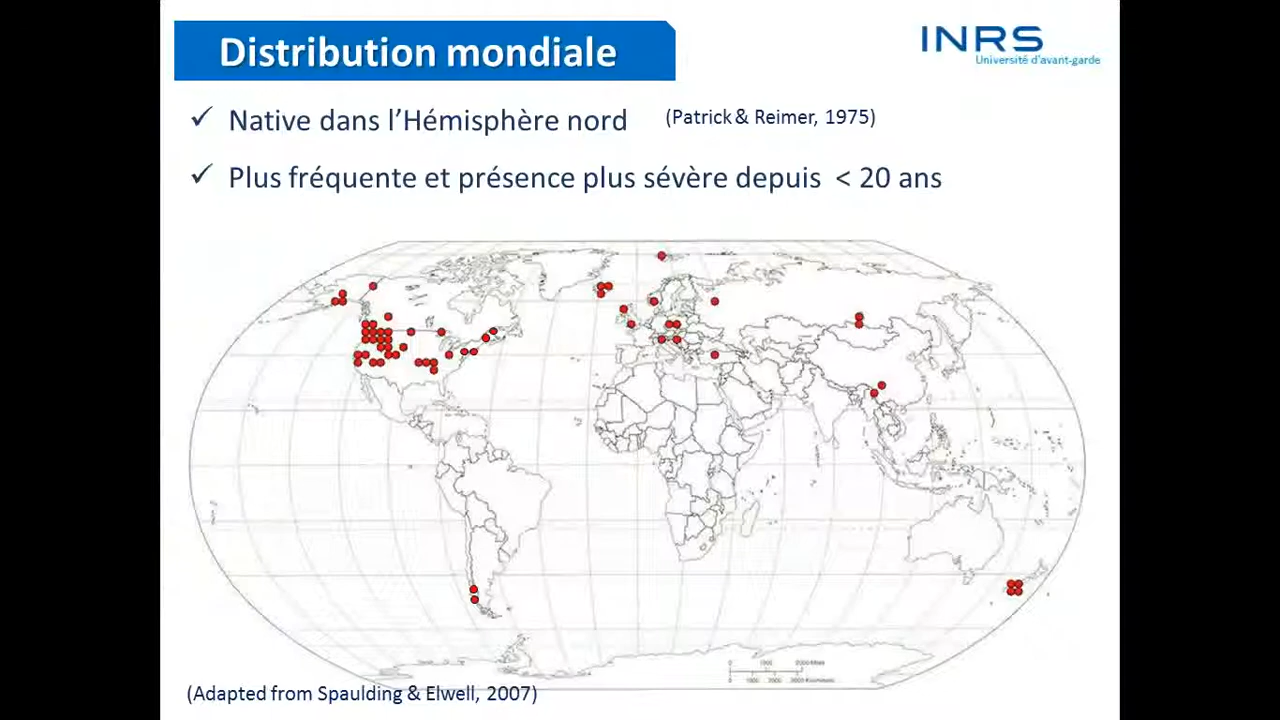 Distribution mondiale
INRS
Université d'avant-garde
✓ Native dans l'Hémisphère nord (Patrick & Reimer, 1975)
✓ Plus fréquente et présence plus sévère depuis < 20 ans
(Adapted from Spaulding & Elwell, 2007)